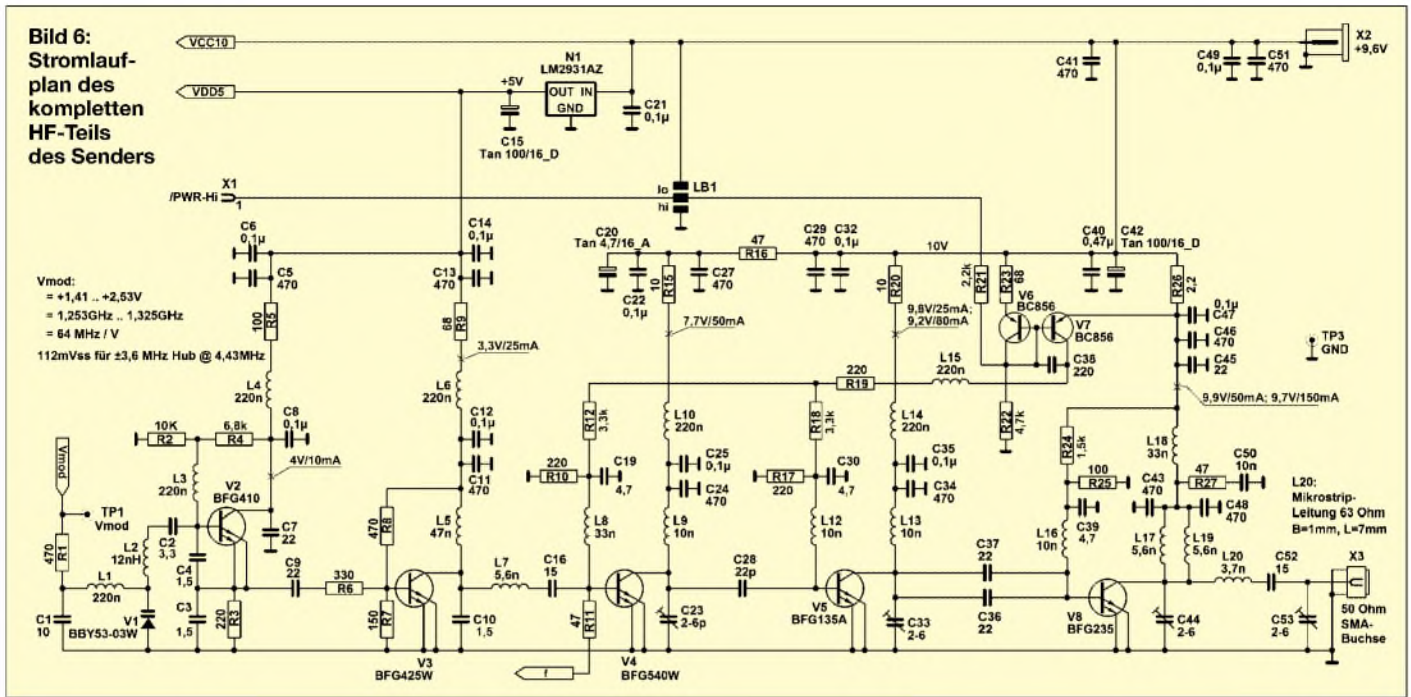 Bild 6:
Stromlauf-
plan des
kompletten
HF-Teils
des Senders
VCC10
VDD5
+5V
N1
LM2931AZ
OUT IN
GND
C15
Tan 100/16_D
C21
0,1µ
C41
470
C49
0,1µ
C51
470
X2
+9,6V
X1
/PWR-Hi
1
lo
hi
LB1
Vmod:
= +1,41 .. +2,53V
= 1,253GHz .. 1,325GHz
= 64 MHz / V
112mVss für ±3,6 MHz Hub @ 4,43MHz
C6
0,1µ
C5
470
C14
0,1µ
C13
470
100
R5
68
R9
3,3V/25mA
L4
220n
L6
220n
C20
Tan 4,7/16_A
C22
0,1µ
10
R15
C27
470
47
R16
C29
470
C32
0,1µ
7,7V/50mA
10V
10
R20
9,8V/25mA;
9,2V/80mA
2,2k
R21
68
R23
V6
BC856
V7
BC856
C38
220
C40
0,47µ
C42
Tan 100/16_D
R26
2,2
0,1µ
C47
C46
470
C45
22
TP3
GND
9,9V/50mA; 9,7V/150mA
220
R19
L15
220n
R22
4,7k
10K
R2
6,8k
R4
C8
0,1µ
4V/10mA
L3
220n
V2
BFG410
C7
22
C12
0,1µ
C11
470
470
R8
L5
47n
R12
3,3k
220
R10
C19
4,7
L10
220n
C25
0,1µ
C24
470
L8
33n
L9
10n
R18
3,3k
R17
220
C30
4,7
L12
10n
L14
220n
C35
0,1µ
C34
470
L13
10n
R24
1,5k
100
R25
C39
4,7
L16
10n
L18
33n
C43
470
47
R27
C50
10n
C48
470
L17
5,6n
L19
5,6n
L20:
Mikrostrip-
Leitung 63 Ohm
B=1mm, L=7mm
Vmod
TP1
Vmod
470
R1
L1
220n
C1
10
L2
12nH
C2
3,3
V1
BBY53-03W
C4
1,5
C3
1,5
220
R3
C9
22
330
R6
150
R7
V3
BFG425W
C10
1,5
L7
5,6n
C16
15
47
R11
f
V4
BFG540W
C23
2-6p
C28
22p
V5
BFG135A
C33
2-6
C37
22
C36
22
V8
BFG235
C44
2-6
L20
3,7n
C52
15
C53
2-6
X3
50 Ohm
SMA-
Buchse